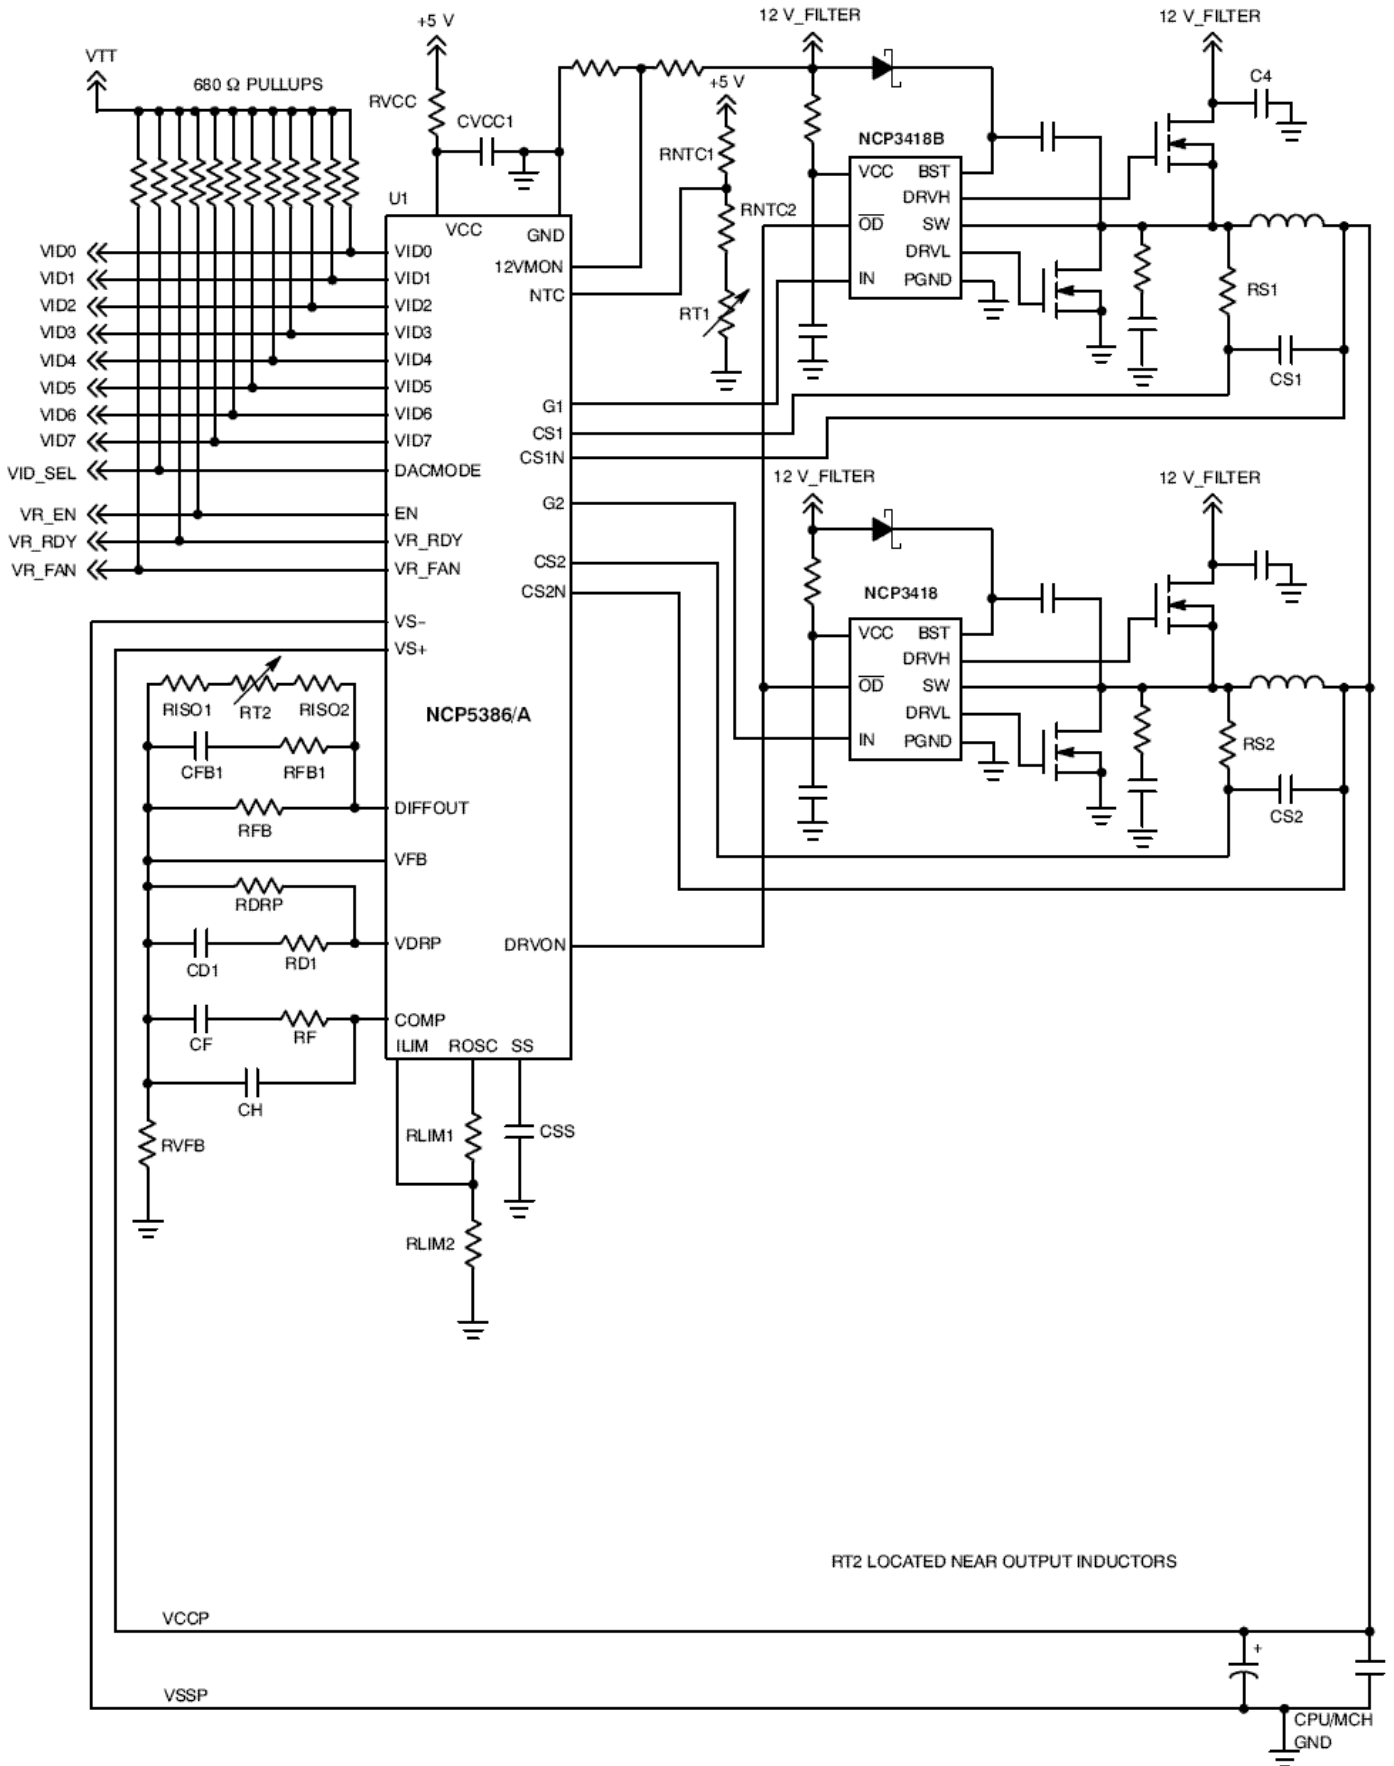 +5 V
12 V_FILTER
12 V_FILTER
VTT
680 Ω PULLUPS
RVCC
CVCC1
+5 V
C4
RNTC1
NCP3418B
U1
VCC
GND
12VMON
NTC
RNTC2
RT1
VCC
BST
DRVH
OD
SW
DRVL
IN
PGND
RS1
CS1
VID0
VID0
VID1
VID1
VID2
VID2
VID3
VID3
VID4
VID4
VID5
VID5
VID6
VID6
VID7
VID7
VID_SEL
DACMODE
VR_EN
EN
VR_RDY
VR_RDY
VR_FAN
VR_FAN
G1
CS1
CS1N
G2
CS2
CS2N
12 V_FILTER
12 V_FILTER
NCP3418
VCC
BST
DRVH
OD
SW
DRVL
IN
PGND
RS2
CS2
VS−
VS+
RISO1
RT2
RISO2
NCP5386/A
CFB1
RFB1
DIFFOUT
RFB
VFB
RDRP
VDRP
DRVON
CD1
RD1
COMP
CF
RF
ILIM
ROSC
SS
CH
RVFB
RLIM1
CSS
RLIM2
RT2 LOCATED NEAR OUTPUT INDUCTORS
VCCP
+
VSSP
CPU/MCH
GND